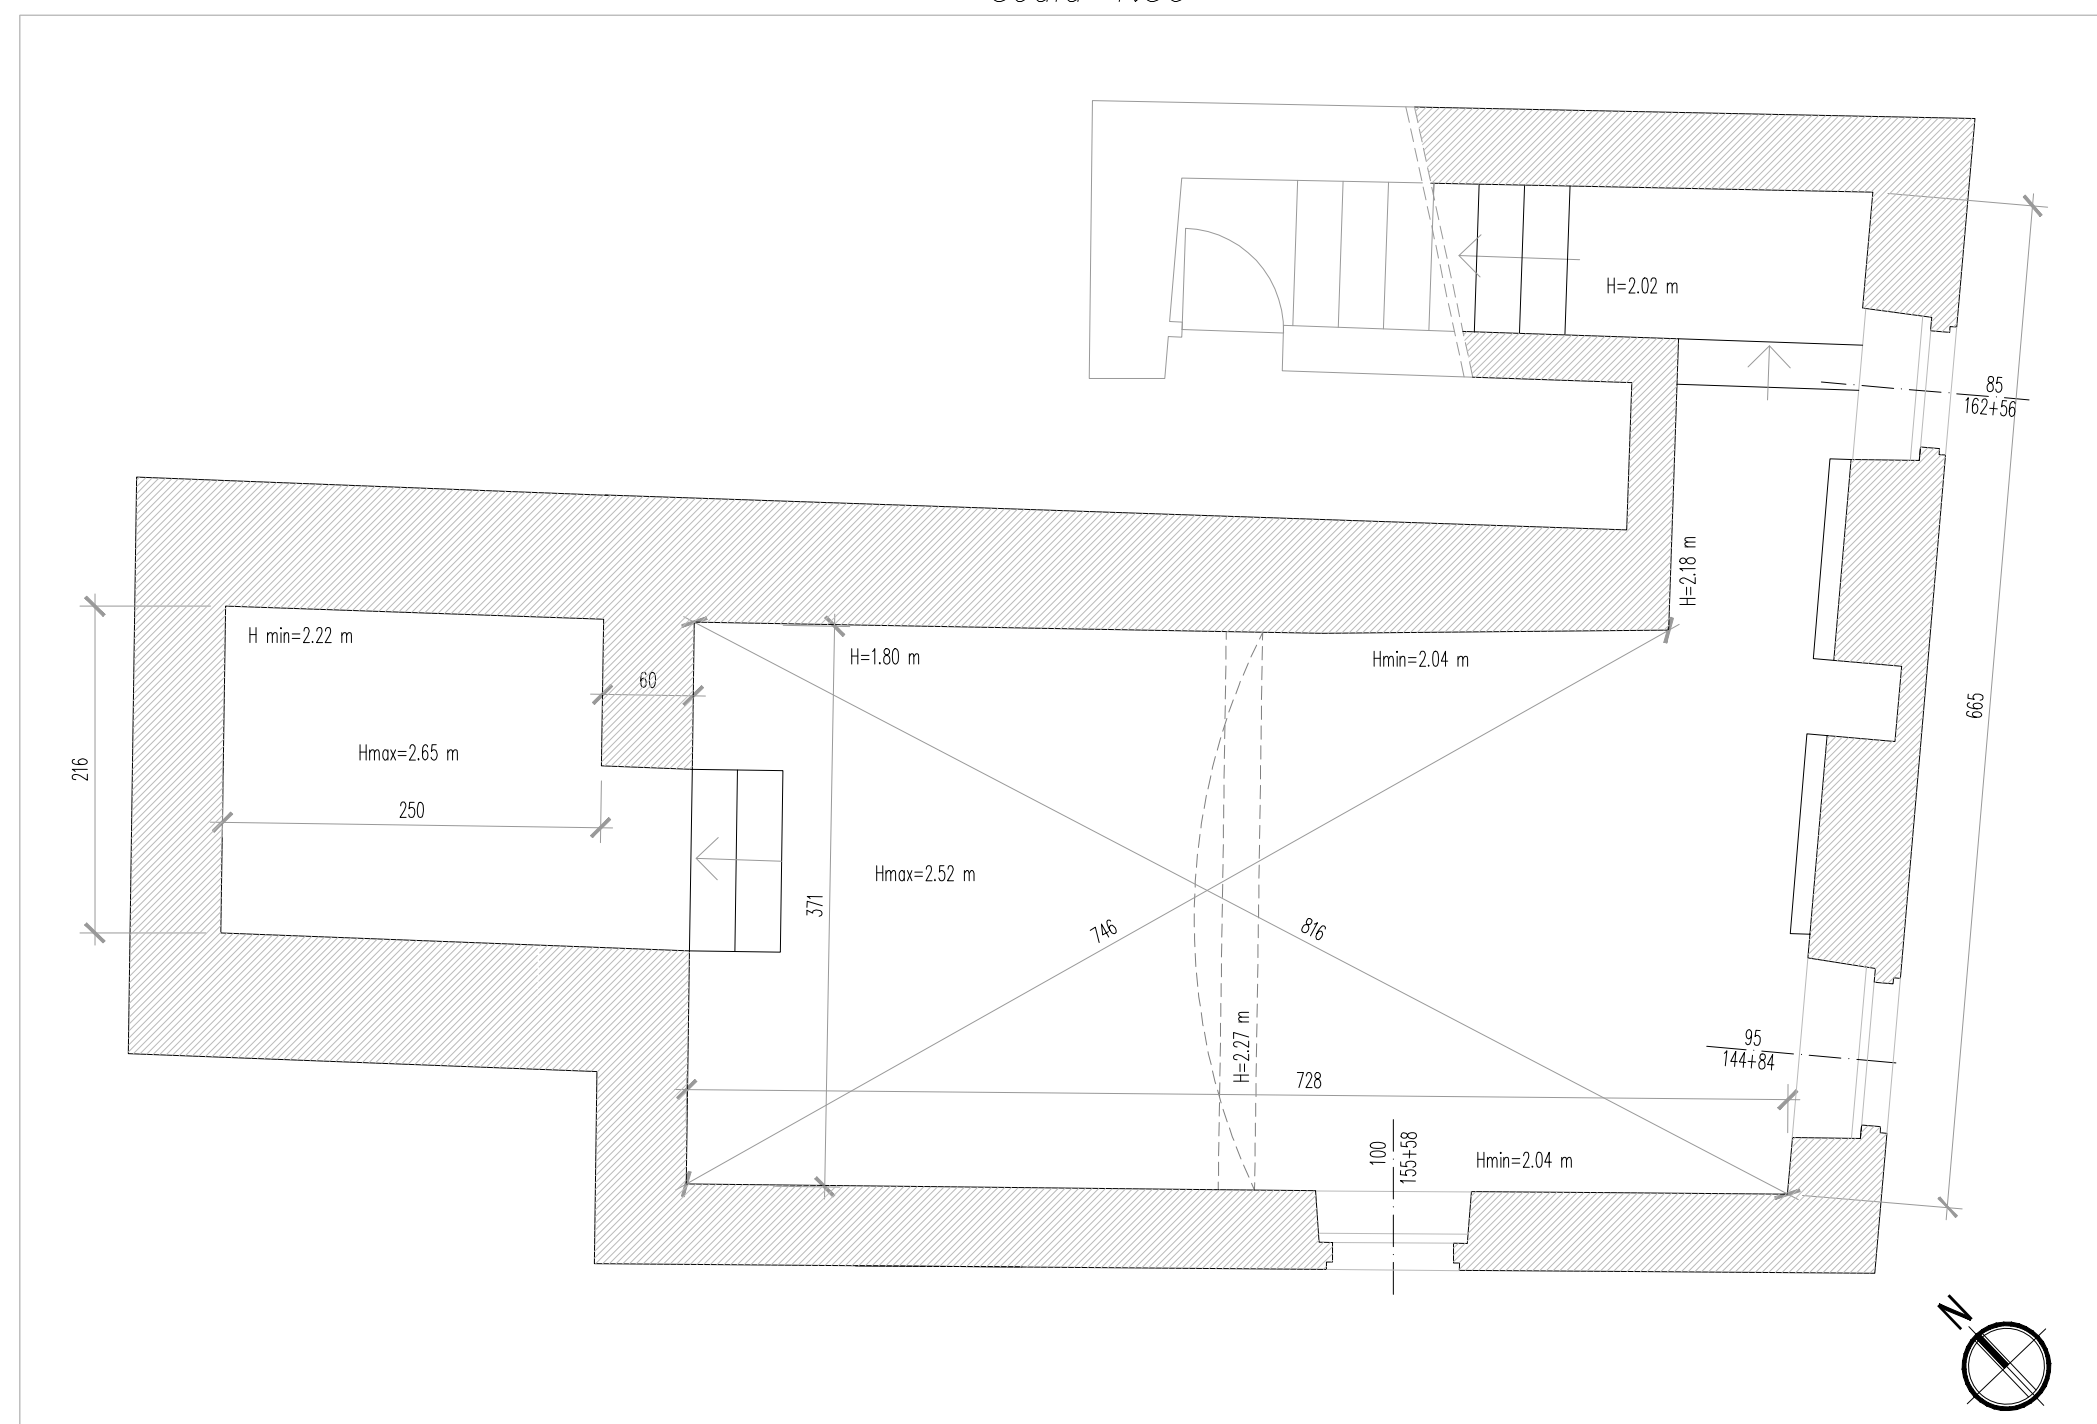 H=2.02 m
85
162+56
H=2.18 m
H min=2.22 m
H=1.80 m
Hmin=2.04 m
60
665
Hmax=2.65 m
216
250
Hmax=2.52 m
371
746
816
H=2.27 m
95
144+84
728
100
155+58
Hmin=2.04 m
N